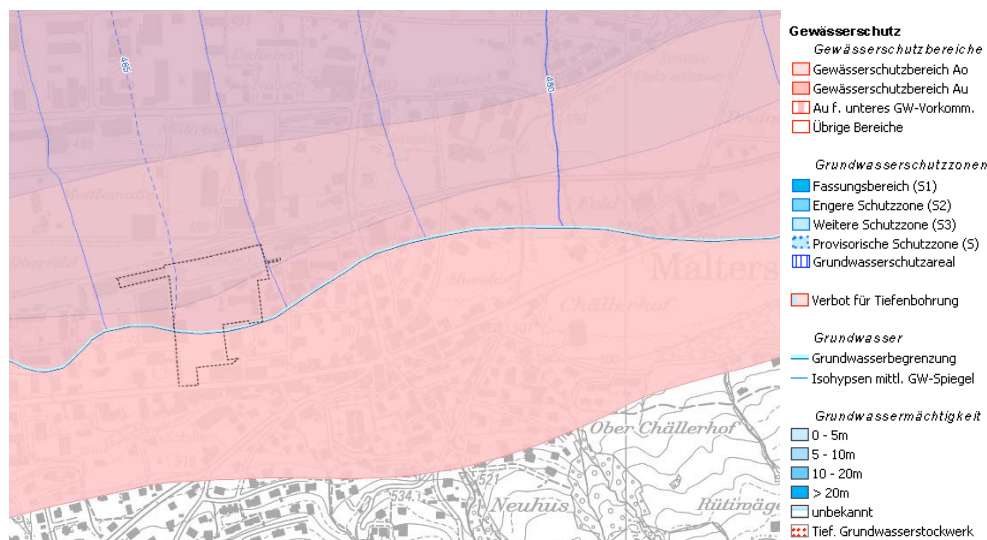 485
480
Malters
Chällerhof
Feld
Ober Chällerhof
521
534.1
Neuhus
Rütimäge
Gewässerschutz
Gewässerschutzbereiche
Gewässerschutzbereich Ao
Gewässerschutzbereich Au
Au f. unteres GW-Vorkomm.
Übrige Bereiche
Grundwasserschutzzonen
Fassungsbereich (S1)
Engere Schutzzone (S2)
Weitere Schutzzone (S3)
Provisorische Schutzzone (S)
Grundwasserschutzareal
Verbot für Tiefenbohrung
Grundwasser
Grundwasserbegrenzung
Isohypsen mittl. GW-Spiegel
Grundwassermächtigkeit
0 - 5m
5 - 10m
10 - 20m
> 20m
unbekannt
Tief. Grundwasserstockwerk